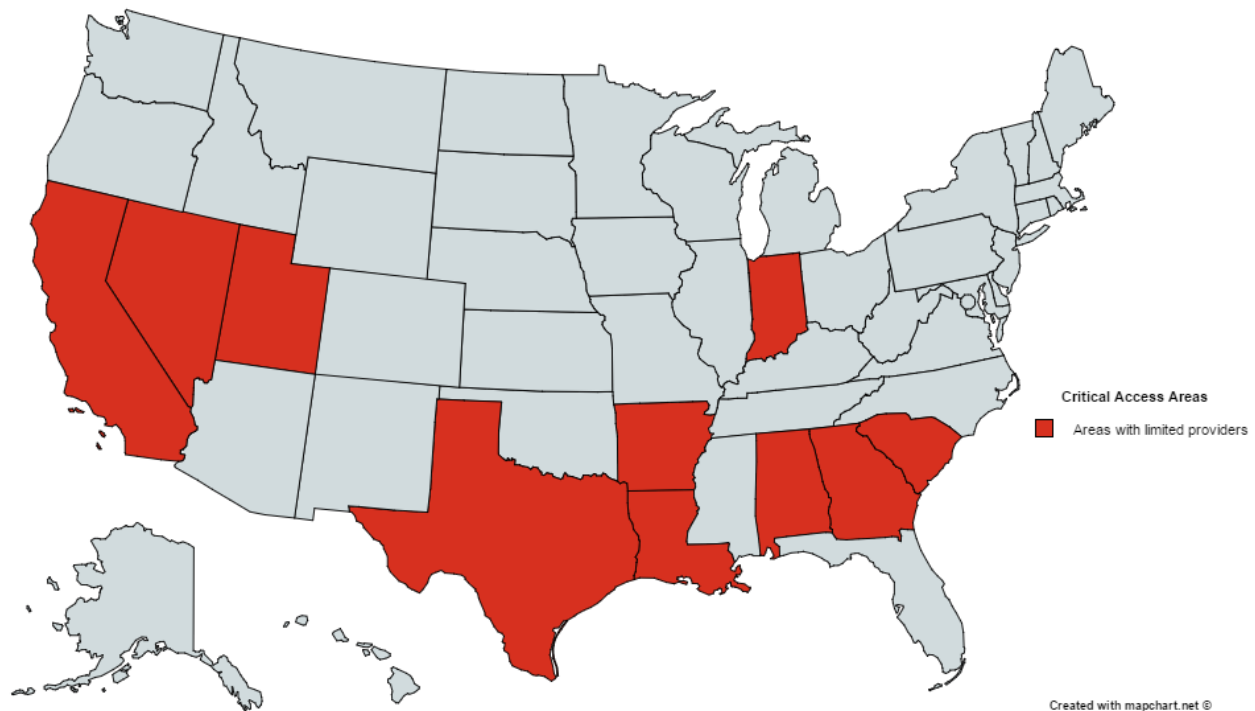 Critical Access Areas
Areas with limited providers
Created with mapchart.net ©